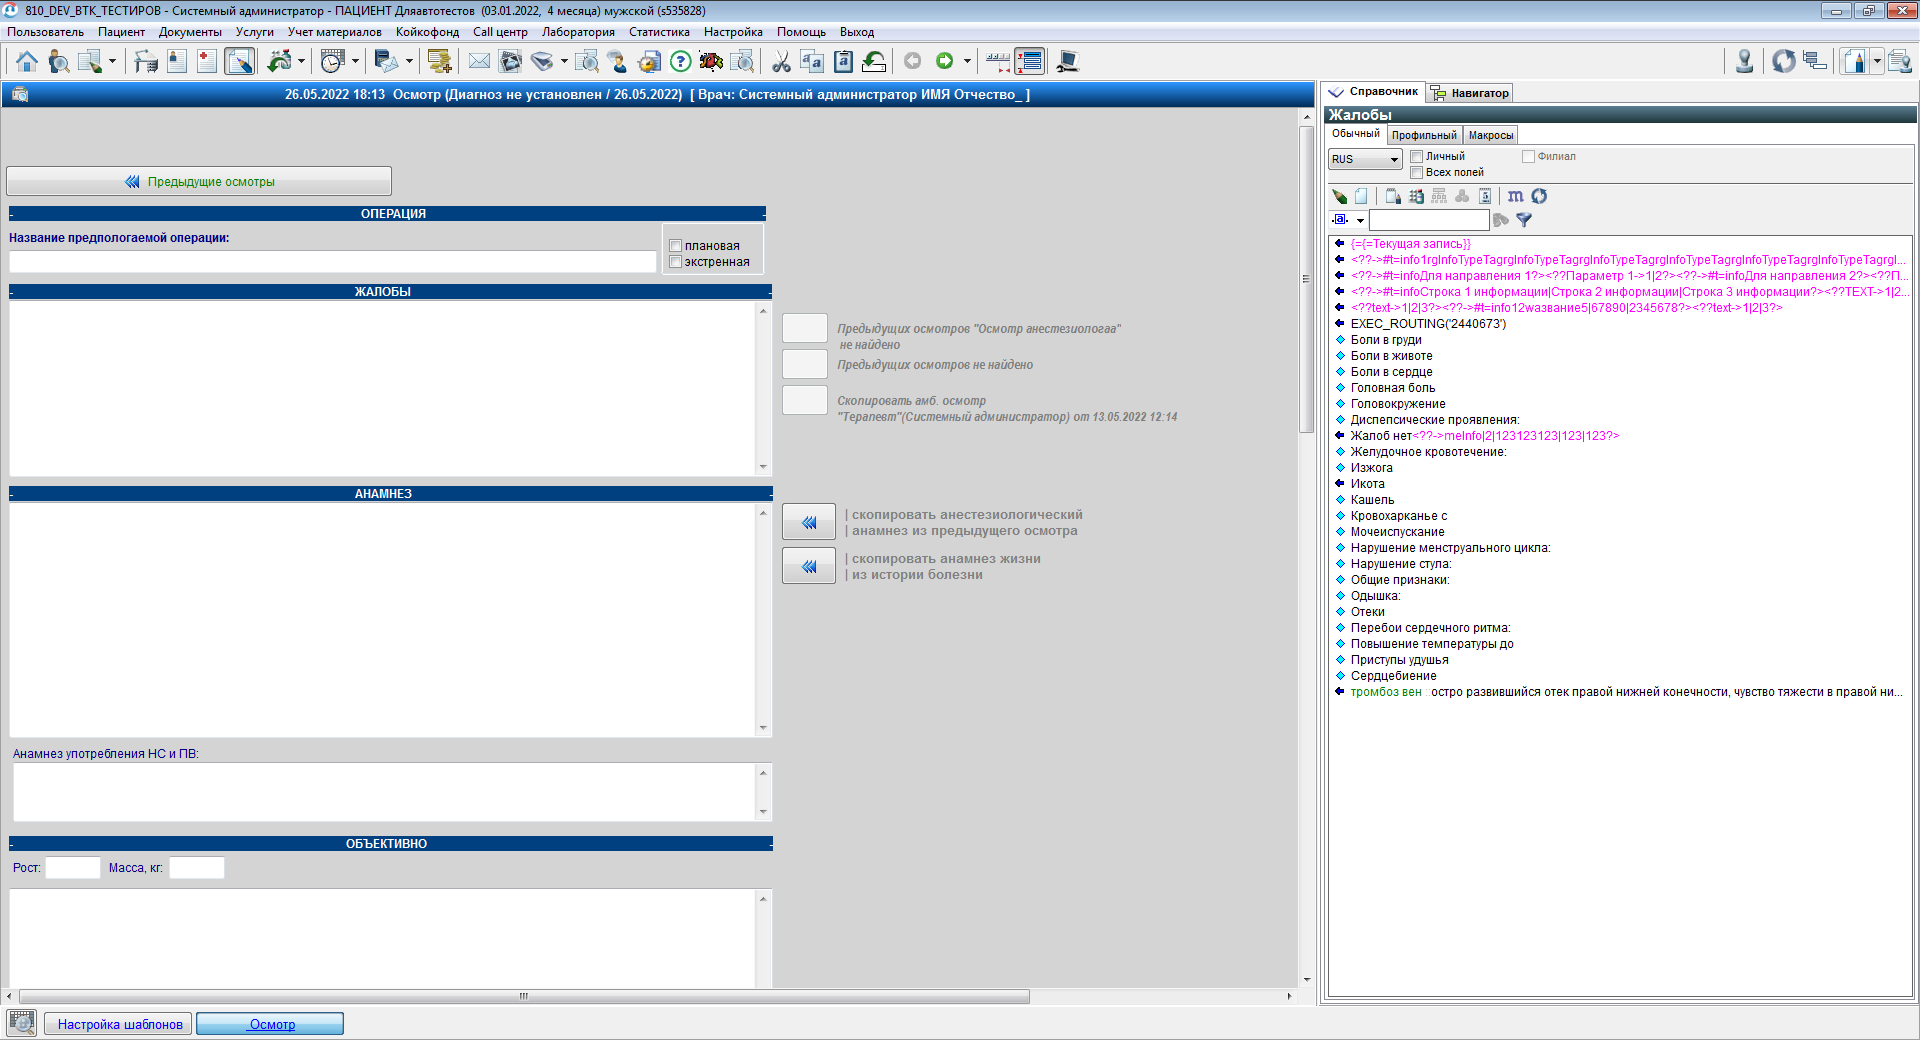 810_DEV_BTK_ТЕСТИРОВ - Системный администратор - ПАЦИЕНТ Дляавтотестов  (03.01.2022,  4 месяца) мужской (s535828)
Пользователь Пациент Документы Услуги Учет материалов Койкофонд Call центр Лаборатория Статистика Настройка Помощь Выход
26.05.2022 18:13  Осмотр (Диагноз не установлен / 26.05.2022)  [ Врач: Системный администратор ИМЯ Отчество_ ]
Предыдущие осмотры
- ОПЕРАЦИЯ -
Название предпологаемой операции:
плановая
экстренная
- ЖАЛОБЫ -
Предыдущих осмотров "Осмотр анестезиологаа"
не найдено
Предыдущих осмотров не найдено
Скопировать амб. осмотр
"Терапевт"(Системный администратор) от 13.05.2022 12:14
- АНАМНЕЗ -
| скопировать анестезиологический
| анамнез из предыдущего осмотра
| скопировать анамнез жизни
| из истории болезни
Анамнез употребления НС и ПВ:
- ОБЪЕКТИВНО -
Рост: Масса, кг:
Настройка шаблонов Осмотр
Справочник Навигатор
Жалобы
Обычный Профильный Макросы
RUS Личный Филиал
Всех полей
m
.a.
{={=Текущая запись}}
<??->#t=info1rgInfoTypeTagrgInfoTypeTagrgInfoTypeTagrgInfoTypeTagrgInfoTypeTagrgInfoTypeTagrgI...
<??->#t=infoДля направления 1?><??Параметр 1->1|2?><??->#t=infoДля направления 2?><??П...
<??->#t=infoСтрока 1 информации|Строка 2 информации|Строка 3 информации?><??TEXT->1|2...
<??text->1|2|3?><??->#t=info12wазвание5|67890|2345678?><??text->1|2|3?>
EXEC_ROUTING('2440673')
Боли в груди
Боли в животе
Боли в сердце
Головная боль
Головокружение
Диспепсические проявления:
Жалоб нет<??->meInfo|2|123123123|123|123?>
Желудочное кровотечение:
Изжога
Икота
Кашель
Кровохарканье с
Мочеиспускание
Нарушение менструального цикла:
Нарушение стула:
Общие признаки:
Одышка:
Отеки
Перебои сердечного ритма:
Повышение температуры до
Приступы удушья
Сердцебиение
тромбоз вен : остро развившийся отек правой нижней конечности, чувство тяжести в правой ни...